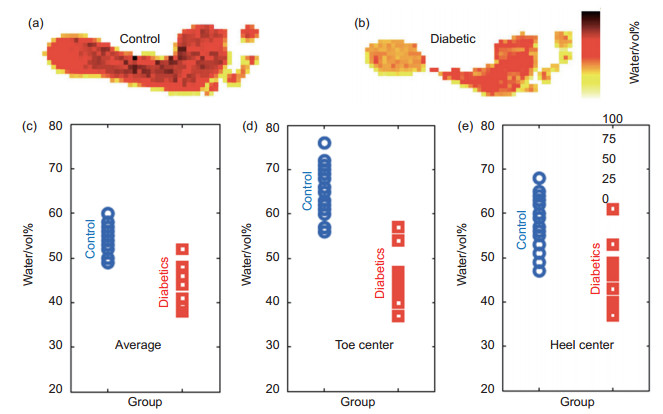 (a)
Control
(b)
Diabetic
Water/vol%
100
75
50
25
0
(c)
80
70
60
50
40
30
20
Water/vol%
Control
Diabetics
Average
Group
(d)
80
70
60
50
40
30
20
Water/vol%
Control
Diabetics
Toe center
Group
(e)
80
70
60
50
40
30
20
Water/vol%
Control
Diabetics
Heel center
Group